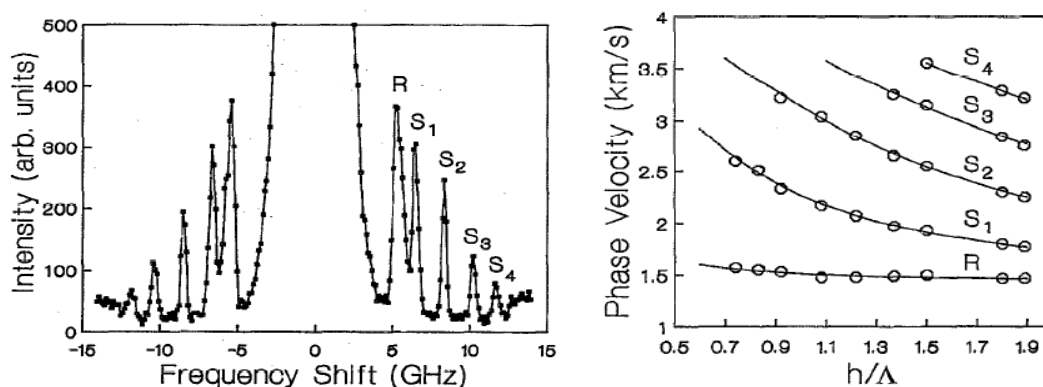 Intensity (arb. units)
500
400
300
200
100
0
R
S1
S2
S3
S4
-15
-10
-5
0
5
10
15
Frequency Shift (GHz)
Phase Velocity (km/s)
4
3.5
3
2.5
2
1.5
1
S4
S3
S2
S1
R
0.5
0.7
0.9
1.1
1.3
1.5
1.7
1.9
h/Λ